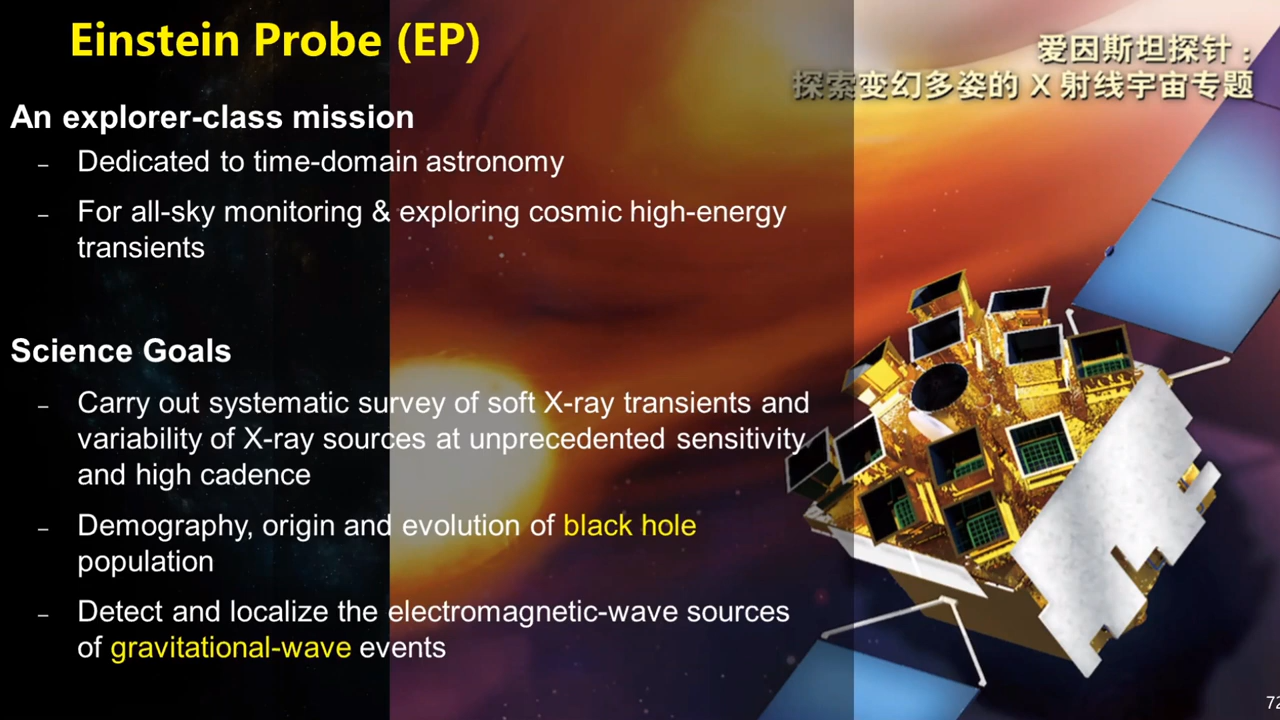 Einstein Probe (EP)
爱因斯坦探针：
探索变幻多姿的 X 射线宇宙专题
An explorer-class mission
– Dedicated to time-domain astronomy
– For all-sky monitoring & exploring cosmic high-energy
transients
Science Goals
– Carry out systematic survey of soft X-ray transients and
variability of X-ray sources at unprecedented sensitivity
and high cadence
– Demography, origin and evolution of black hole
population
– Detect and localize the electromagnetic-wave sources
of gravitational-wave events
72